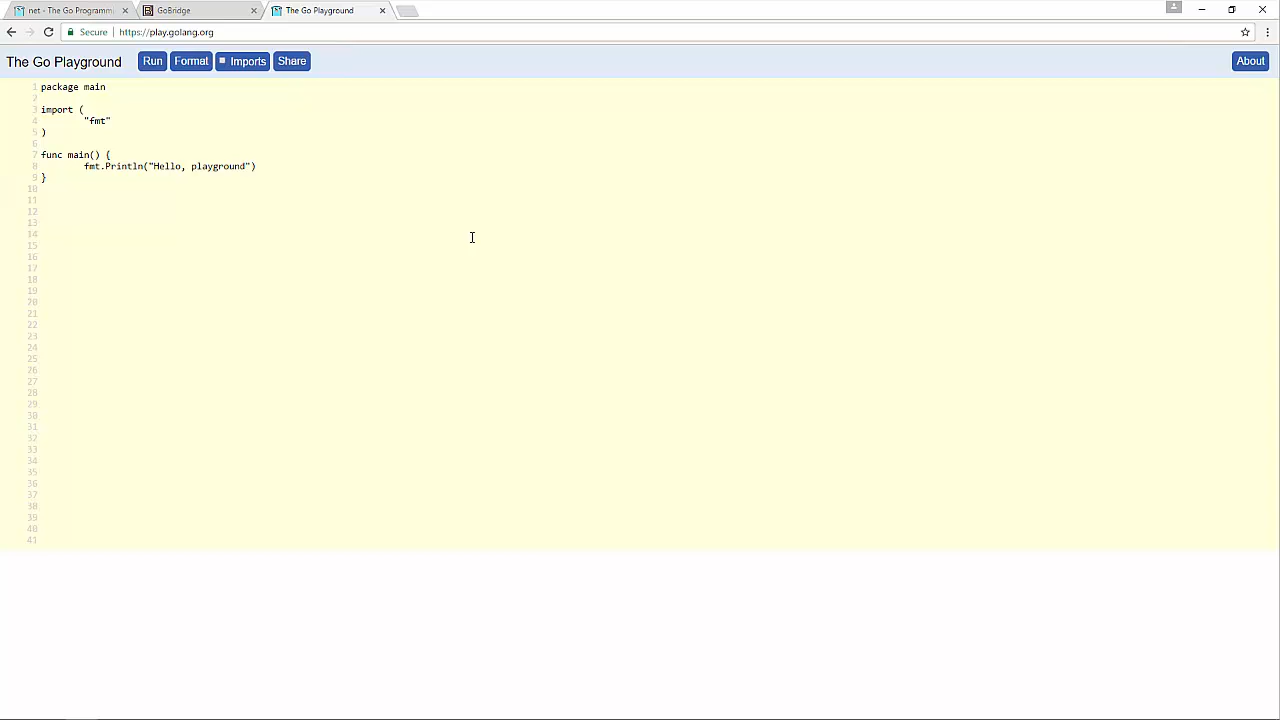 net - The Go Programm
GoBridge
The Go Playground
Secure
https://play.golang.org
The Go Playground
Run
Format
Imports
Share
About
1 package main
2
3 import (
4 "fmt"
5 )
6
7 func main() {
8 fmt.Println("Hello, playground")
9 }
10
11
12
13
14
15
16
17
18
19
20
21
22
23
24
25
26
27
28
29
30
31
32
33
34
35
36
37
38
39
40
41